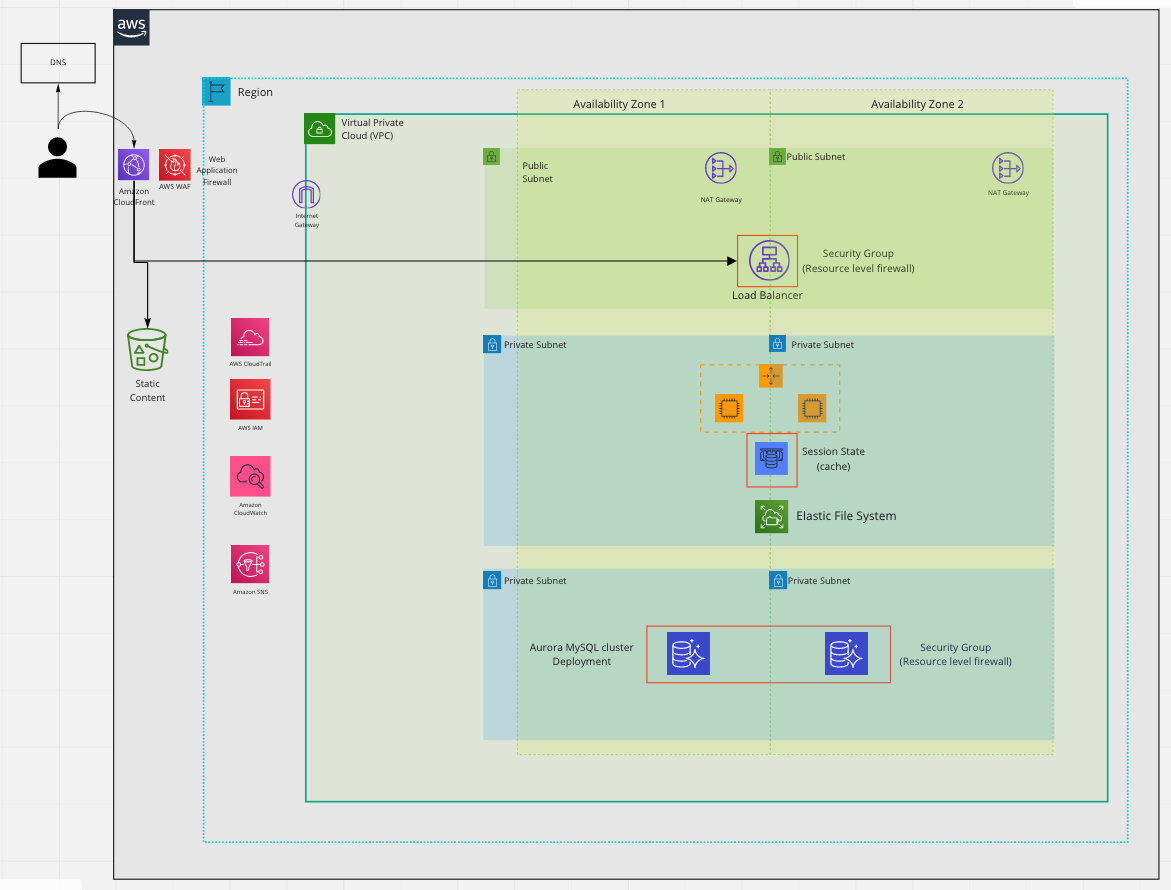 aws
DNS
Region
Availability Zone 1
Availability Zone 2
Virtual Private
Cloud (VPC)
Amazon
CloudFront
AWS WAF
Web
Application
Firewall
Internet
Gateway
Public
Subnet
NAT Gateway
Public Subnet
NAT Gateway
Security Group
(Resource level firewall)
Load Balancer
AWS CloudTrail
AWS IAM
Amazon
CloudWatch
Amazon SNS
Static
Content
Private Subnet
Private Subnet
Session State
(cache)
Elastic File System
Private Subnet
Private Subnet
Aurora MySQL cluster
Deployment
Security Group
(Resource level firewall)